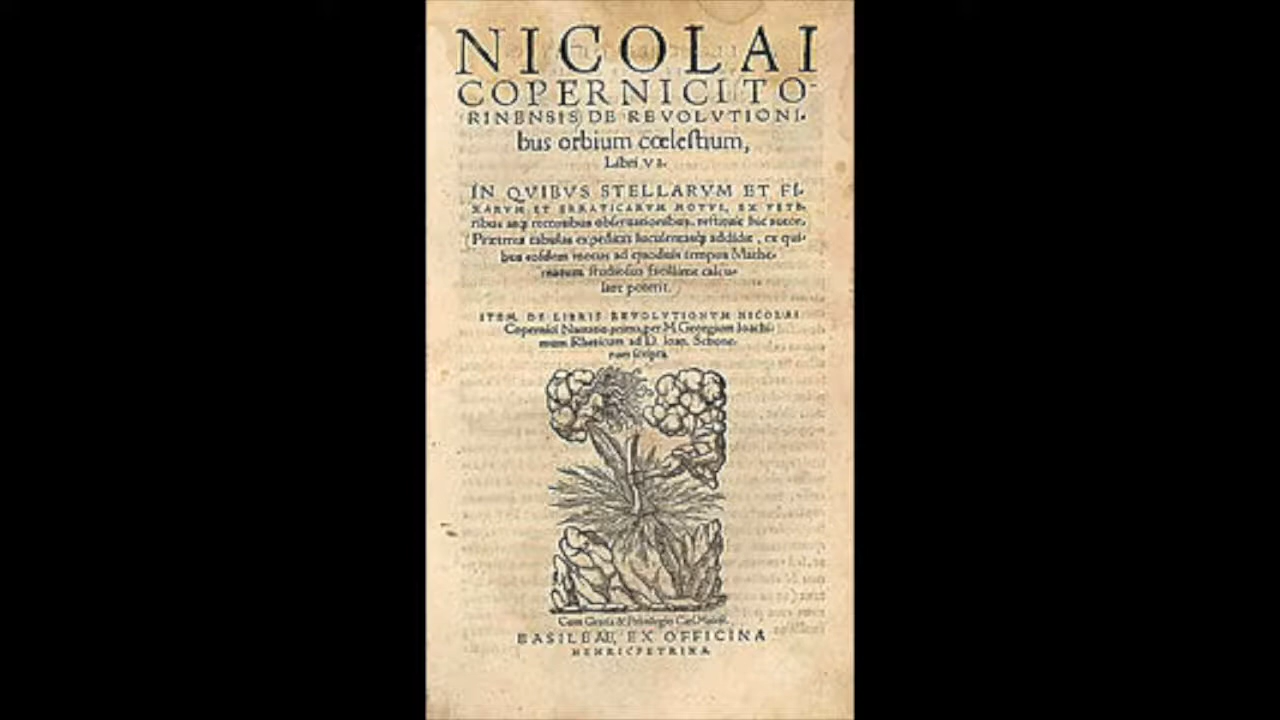 NICOLAI
COPERNICI TO-
RINENSIS DE REVOLVTIONI-
bus orbium cœleſtium,
Libri VI.
IN QVIBVS STELLARVM ET FI-
XARVM ET ERRATICARVM MOTVS, EX VETE-
ribus atq; recentibus obſeruationibus, reſtituit hic autor.
Præterea tabulas expeditas luculentasq; addidit, ex qui-
bus eoſdem motus ad quoduis tempus Mathe-
matum ſtudioſus facillime calcu-
lare poterit.
ITEM, DE LIBRIS REVOLVTIONVM NICOLAI
Copernici Narratio prima, per M. Georgium Ioachi-
mum Rheticum ad D. Ioan. Schone-
rum ſcripta.
Cum Gratia & Priuilegio Cæſ. Maieſt.
BASILEAE, EX OFFICINA
HENRICPETRINA.